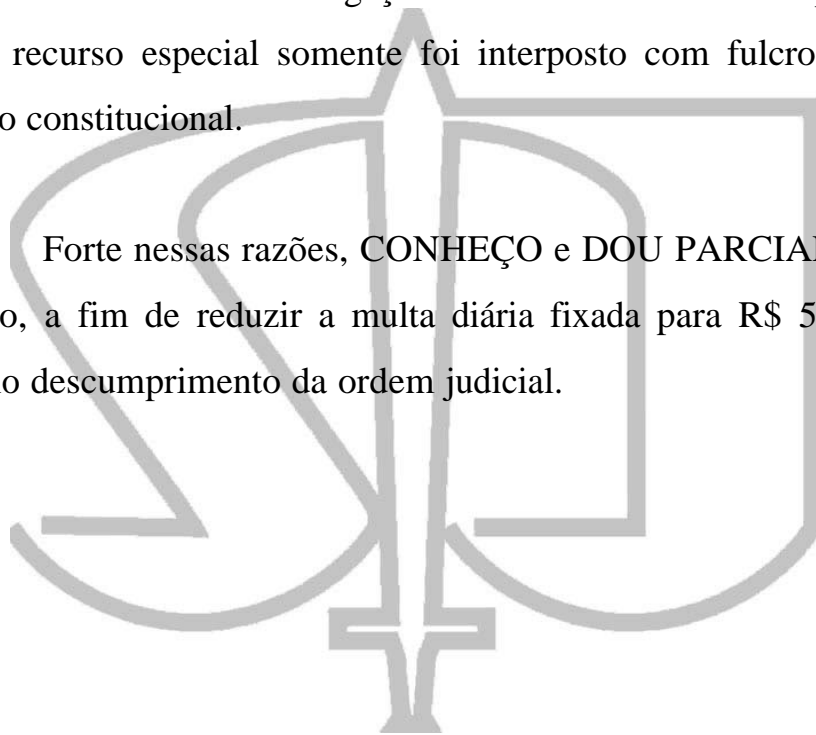 recurso especial somente foi interposto com fulcro
o constitucional.
Forte nessas razões, CONHEÇO e DOU PARCIAL
o, a fim de reduzir a multa diária fixada para R$ 5
descumprimento da ordem judicial.